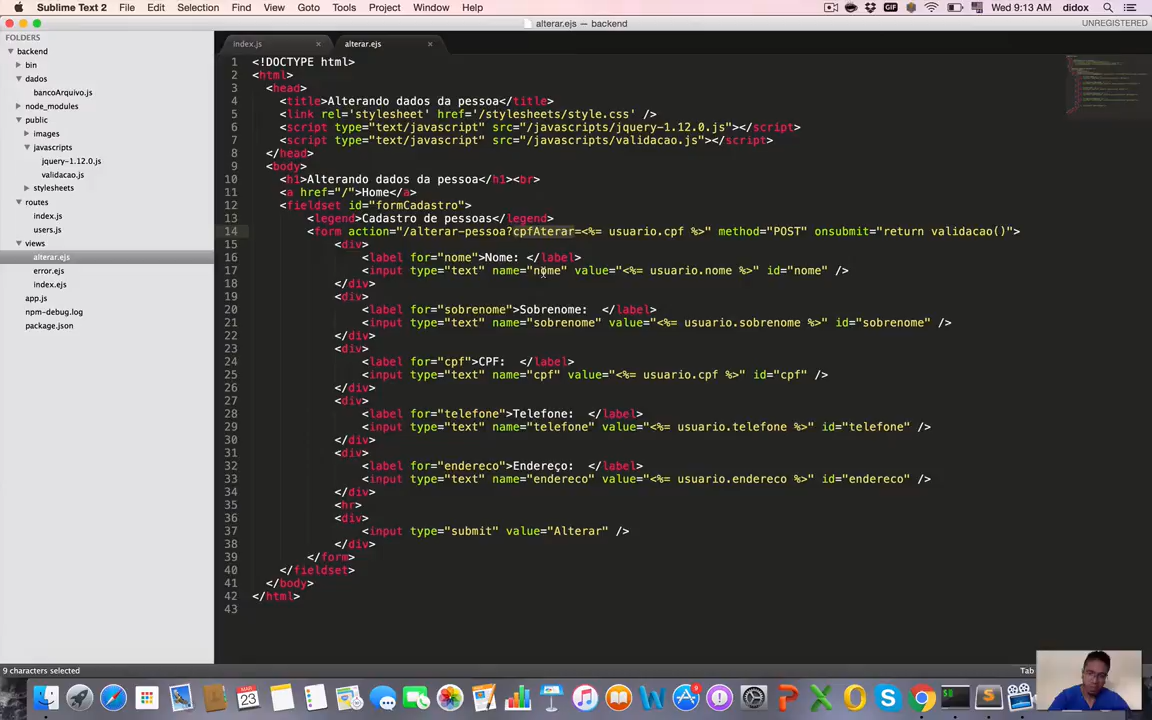 Sublime Text 2 File Edit Selection Find View Goto Tools Project Window Help GIF 9:13 AM didox
alterar.ejs — backend
UNREGISTERED
FOLDERS
backend
bin
dados
bancoArquivo.js
node_modules
public
images
javascripts
jquery-1.12.0.js
validacao.js
stylesheets
routes
index.js
users.js
views
alterar.ejs
error.ejs
index.ejs
app.js
npm-debug.log
package.json
index.js × alterar.ejs ×
1 <!DOCTYPE html>
2 <html>
3 <head>
4 <title>Alterando dados da pessoa</title>
5 <link rel='stylesheet' href='/stylesheets/style.css' />
6 <script type="text/javascript" src="/javascripts/jquery-1.12.0.js"></script>
7 <script type="text/javascript" src="/javascripts/validacao.js"></script>
8 </head>
9 <body>
10 <h1>Alterando dados da pessoa</h1><br>
11 <a href="/">Home</a>
12 <fieldset id="formCadastro">
13 <legend>Cadastro de pessoas</legend>
14 <form action="/alterar-pessoa?cpfAterar=<%= usuario.cpf %>" method="POST" onsubmit="return validacao()">
15 <div>
16 <label for="nome">Nome: </label>
17 <input type="text" name="nome" value="<%= usuario.nome %>" id="nome" />
18 </div>
19 <div>
20 <label for="sobrenome">Sobrenome:  </label>
21 <input type="text" name="sobrenome" value="<%= usuario.sobrenome %>" id="sobrenome" />
22 </div>
23 <div>
24 <label for="cpf">CPF:  </label>
25 <input type="text" name="cpf" value="<%= usuario.cpf %>" id="cpf" />
26 </div>
27 <div>
28 <label for="telefone">Telefone:  </label>
29 <input type="text" name="telefone" value="<%= usuario.telefone %>" id="telefone" />
30 </div>
31 <div>
32 <label for="endereco">Endereço:  </label>
33 <input type="text" name="endereco" value="<%= usuario.endereco %>" id="endereco" />
34 </div>
35 <hr>
36 <div>
37 <input type="submit" value="Alterar" />
38 </div>
39 </form>
40 </fieldset>
41 </body>
42 </html>
43
9 characters selected
Tab
MAR
23
9